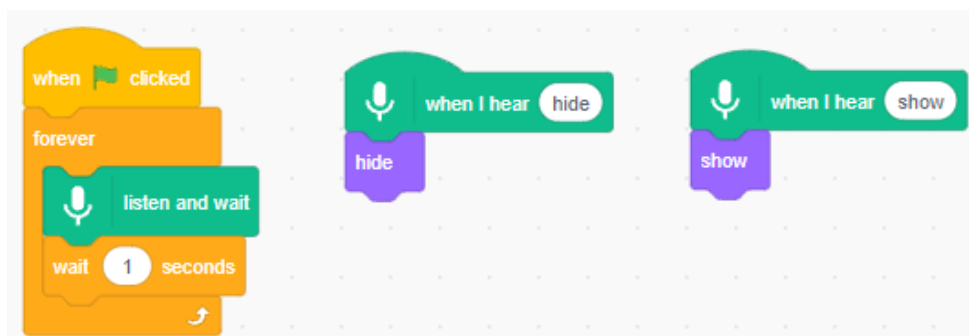 when clicked
forever
listen and wait
wait 1 seconds
when I hear hide
hide
when I hear show
show